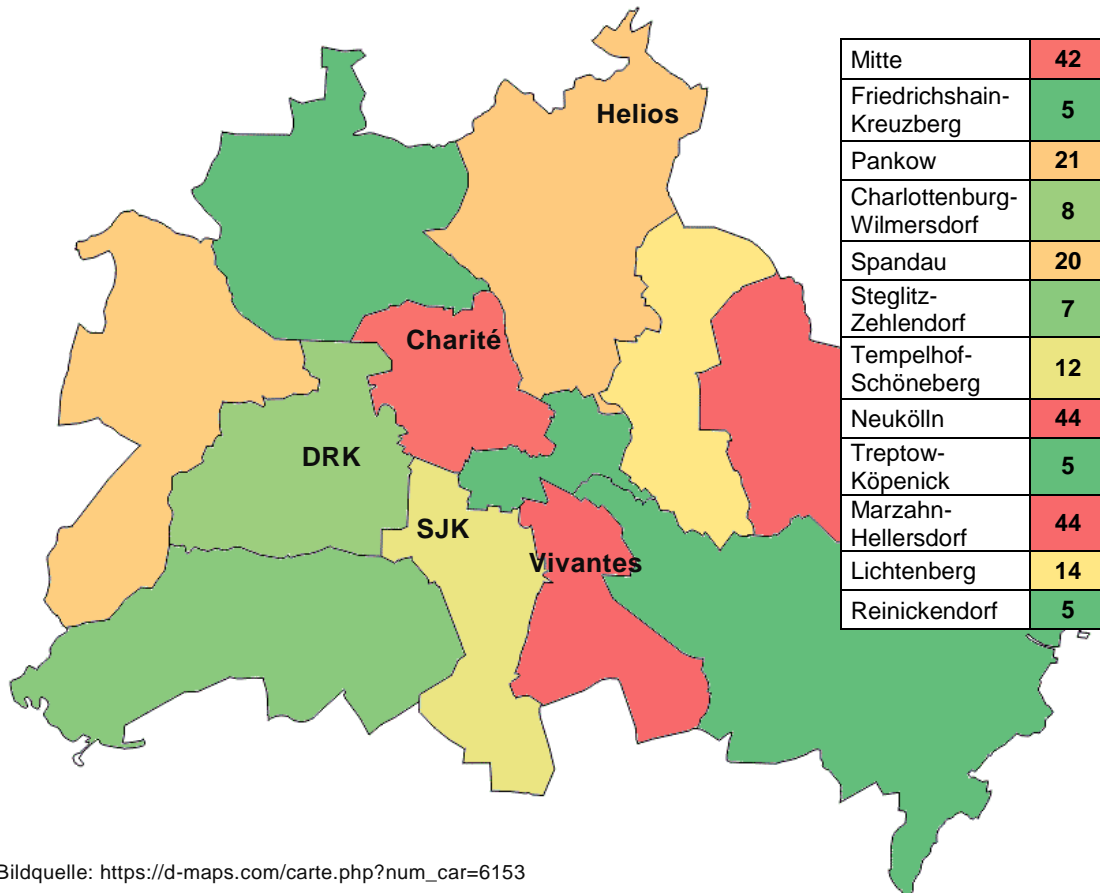 Helios
Charité
DRK
SJK
Vivantes
Mitte 42
Friedrichshain-
Kreuzberg 5
Pankow 21
Charlottenburg-
Wilmersdorf 8
Spandau 20
Steglitz-
Zehlendorf 7
Tempelhof-
Schöneberg 12
Neukölln 44
Treptow-
Köpenick 5
Marzahn-
Hellersdorf 44
Lichtenberg 14
Reinickendorf 5
Bildquelle: https://d-maps.com/carte.php?num_car=6153